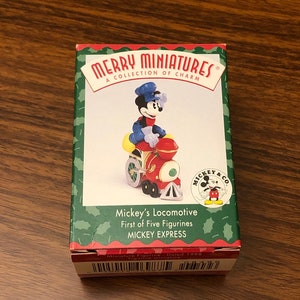 MERRY MINIATURES®
A COLLECTION OF CHARM
MICKEY & CO.
Mickey's Locomotive
First of Five Figurines
MICKEY EXPRESS